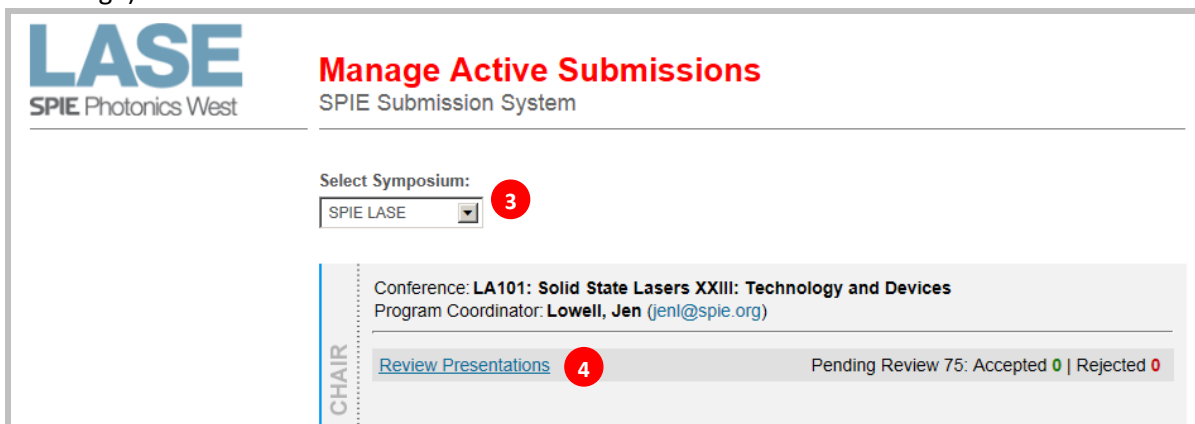 LASE
SPIE Photonics West
Manage Active Submissions
SPIE Submission System
Select Symposium:
SPIE LASE
3
Conference: LA101: Solid State Lasers XXIII: Technology and Devices
Program Coordinator: Lowell, Jen (jenl@spie.org)
CHAIR
Review Presentations 4 Pending Review 75: Accepted 0 | Rejected 0